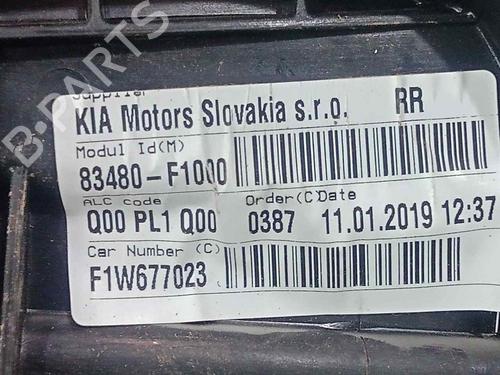 B-PARTS
Supplier
KIA Motors Slovakia s.r.o. RR
Modul Id(M)
83480-F1000
ALC code Order(C)Date
Q00 PL1 Q00 0387 11.01.2019 12:37
Car Number (C)
F1W677023